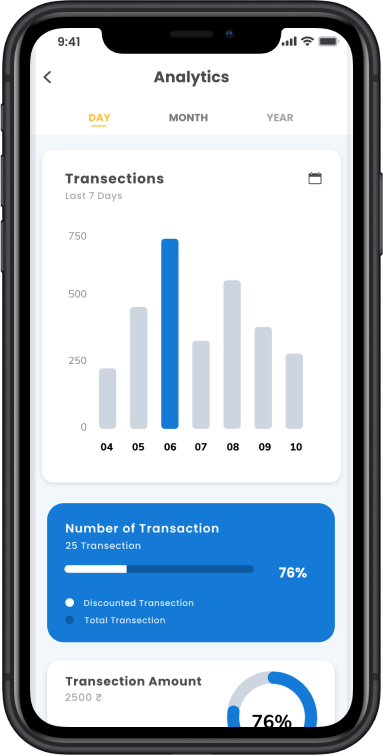 9:41
Analytics
DAY MONTH YEAR
Transections
Last 7 Days
750
500
250
0
04 05 06 07 08 09 10
Number of Transaction
25 Transection
76%
Discounted Transection
Total Transection
Transection Amount
2500 ₹
76%